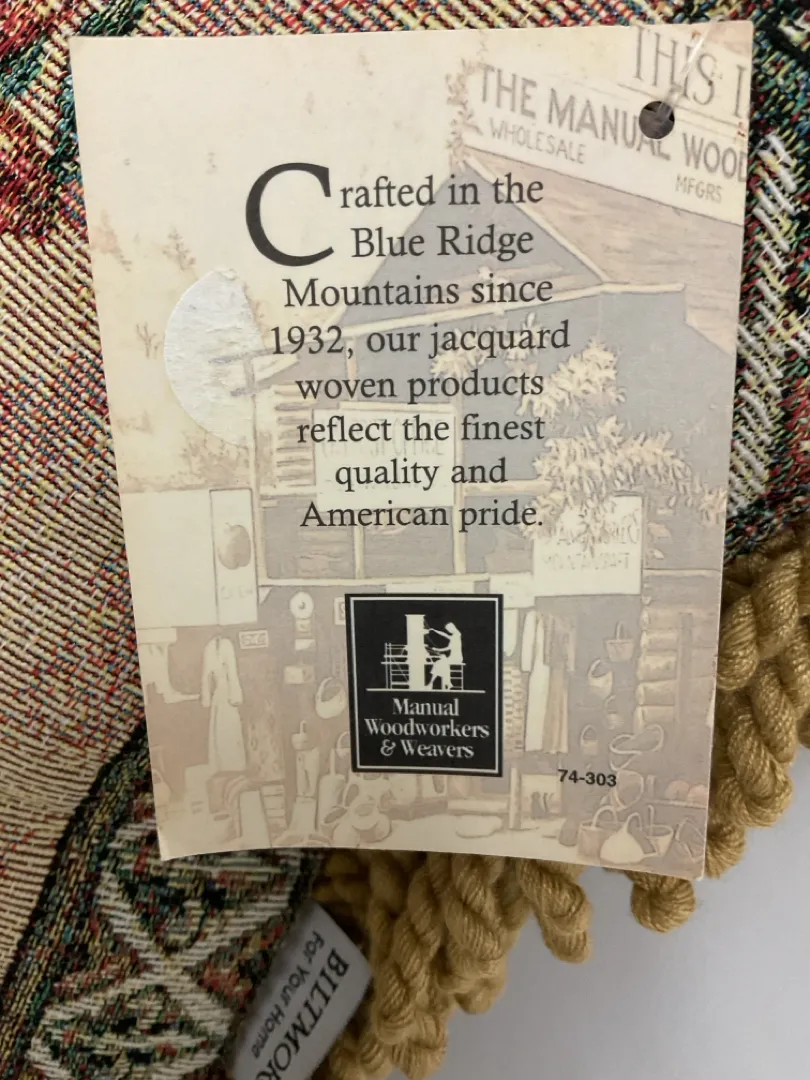 THIS I
THE MANUAL WOOD
WHOLESALE
MFGRS
Crafted in the
Blue Ridge
Mountains since
1932, our jacquard
woven products
reflect the finest
quality and
American pride.
Manual
Woodworkers
& Weavers
74-303
BILTMOR
For Your Home